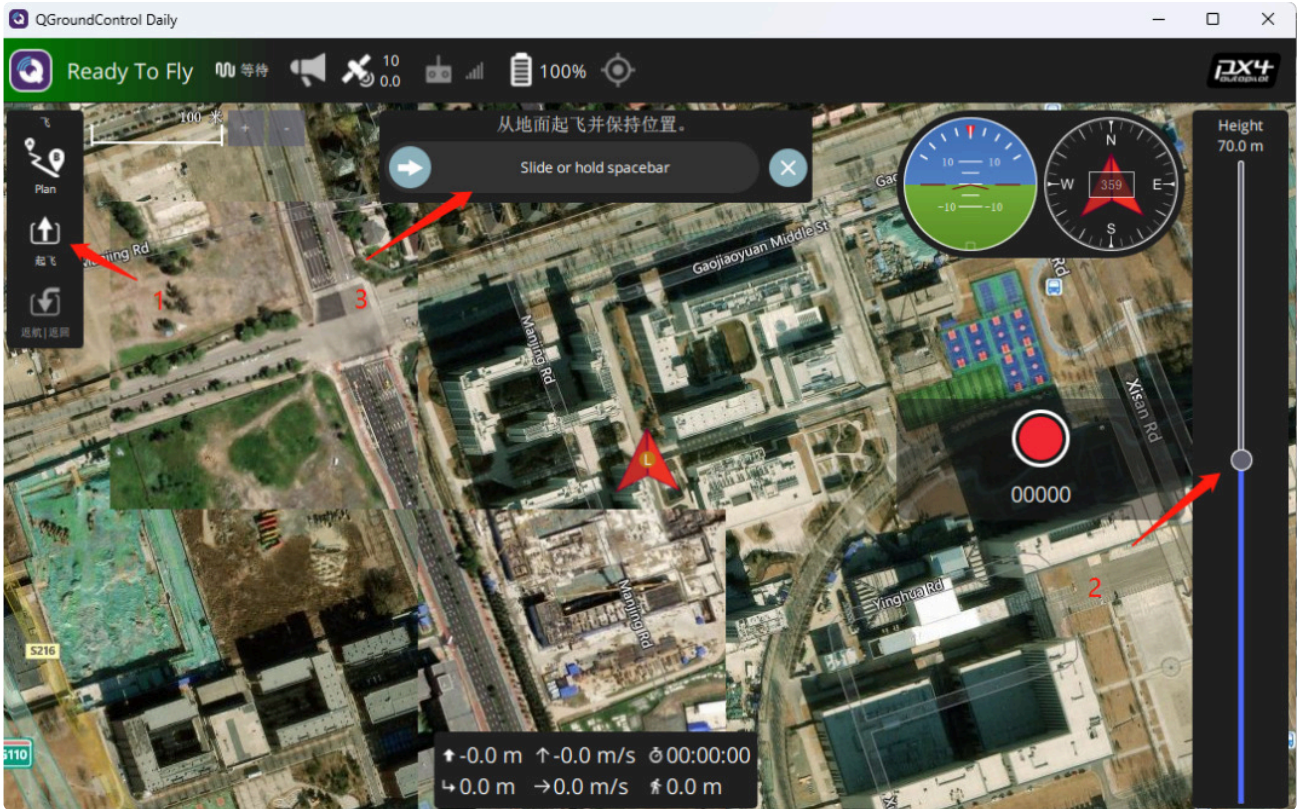 QGroundControl Daily
Ready To Fly
等待
10
0.0
100%
PX4
autopilot
飞
Plan
起飞
返航|返回
100 米
+
-
从地面起飞并保持位置。
Slide or hold spacebar
10 10
-10 -10
N
W 359 E
S
Height
70.0 m
Gaojiaoyuan Middle St
Manjing Rd
Xisan Rd
Rd
1
3
L
00000
2
Yinghua Rd
Manjing Rd
S216
-0.0 m -0.0 m/s 00:00:00
0.0 m 0.0 m/s 0.0 m